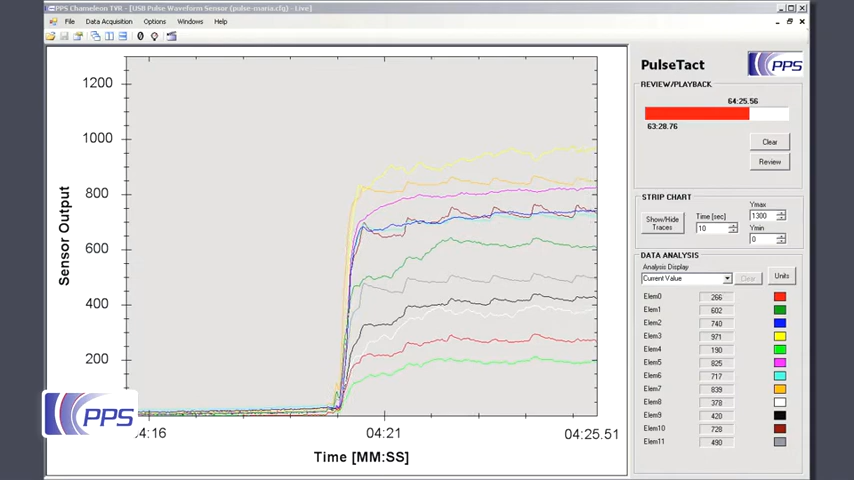 PPS Chameleon TVR - [USB Pulse Waveform Sensor (pulse-maria.cfg) - Live]
File Data Acquisition Options Windows Help
PulseTact PPS
REVIEW/PLAYBACK
64:25.56
63:28.76
Clear
Review
STRIP CHART
Show/Hide Traces
Time [sec]
10
Ymax
1300
Ymin
0
DATA ANALYSIS
Analysis Display
Current Value
Clear
Units
Elem0 266
Elem1 602
Elem2 740
Elem3 971
Elem4 190
Elem5 825
Elem6 717
Elem7 839
Elem8 378
Elem9 420
Elem10 728
Elem11 490
Sensor Output
1200
1000
800
600
400
200
04:16 04:21 04:25.51
Time [MM:SS]
PPS